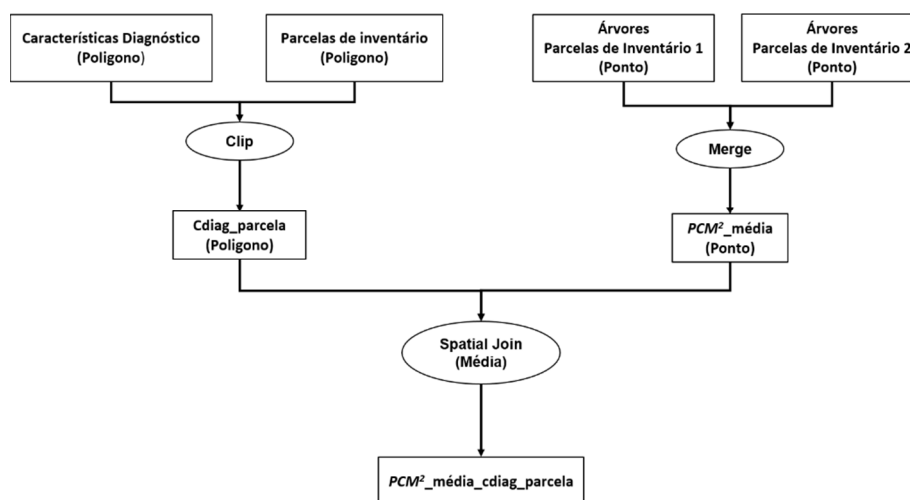 Características Diagnóstico
(Poligono)
Parcelas de inventário
(Poligono)
Árvores
Parcelas de Inventário 1
(Ponto)
Árvores
Parcelas de Inventário 2
(Ponto)
Clip
Merge
Cdiag_parcela
(Poligono)
PCM²_média
(Ponto)
Spatial Join
(Média)
PCM²_média_cdiag_parcela